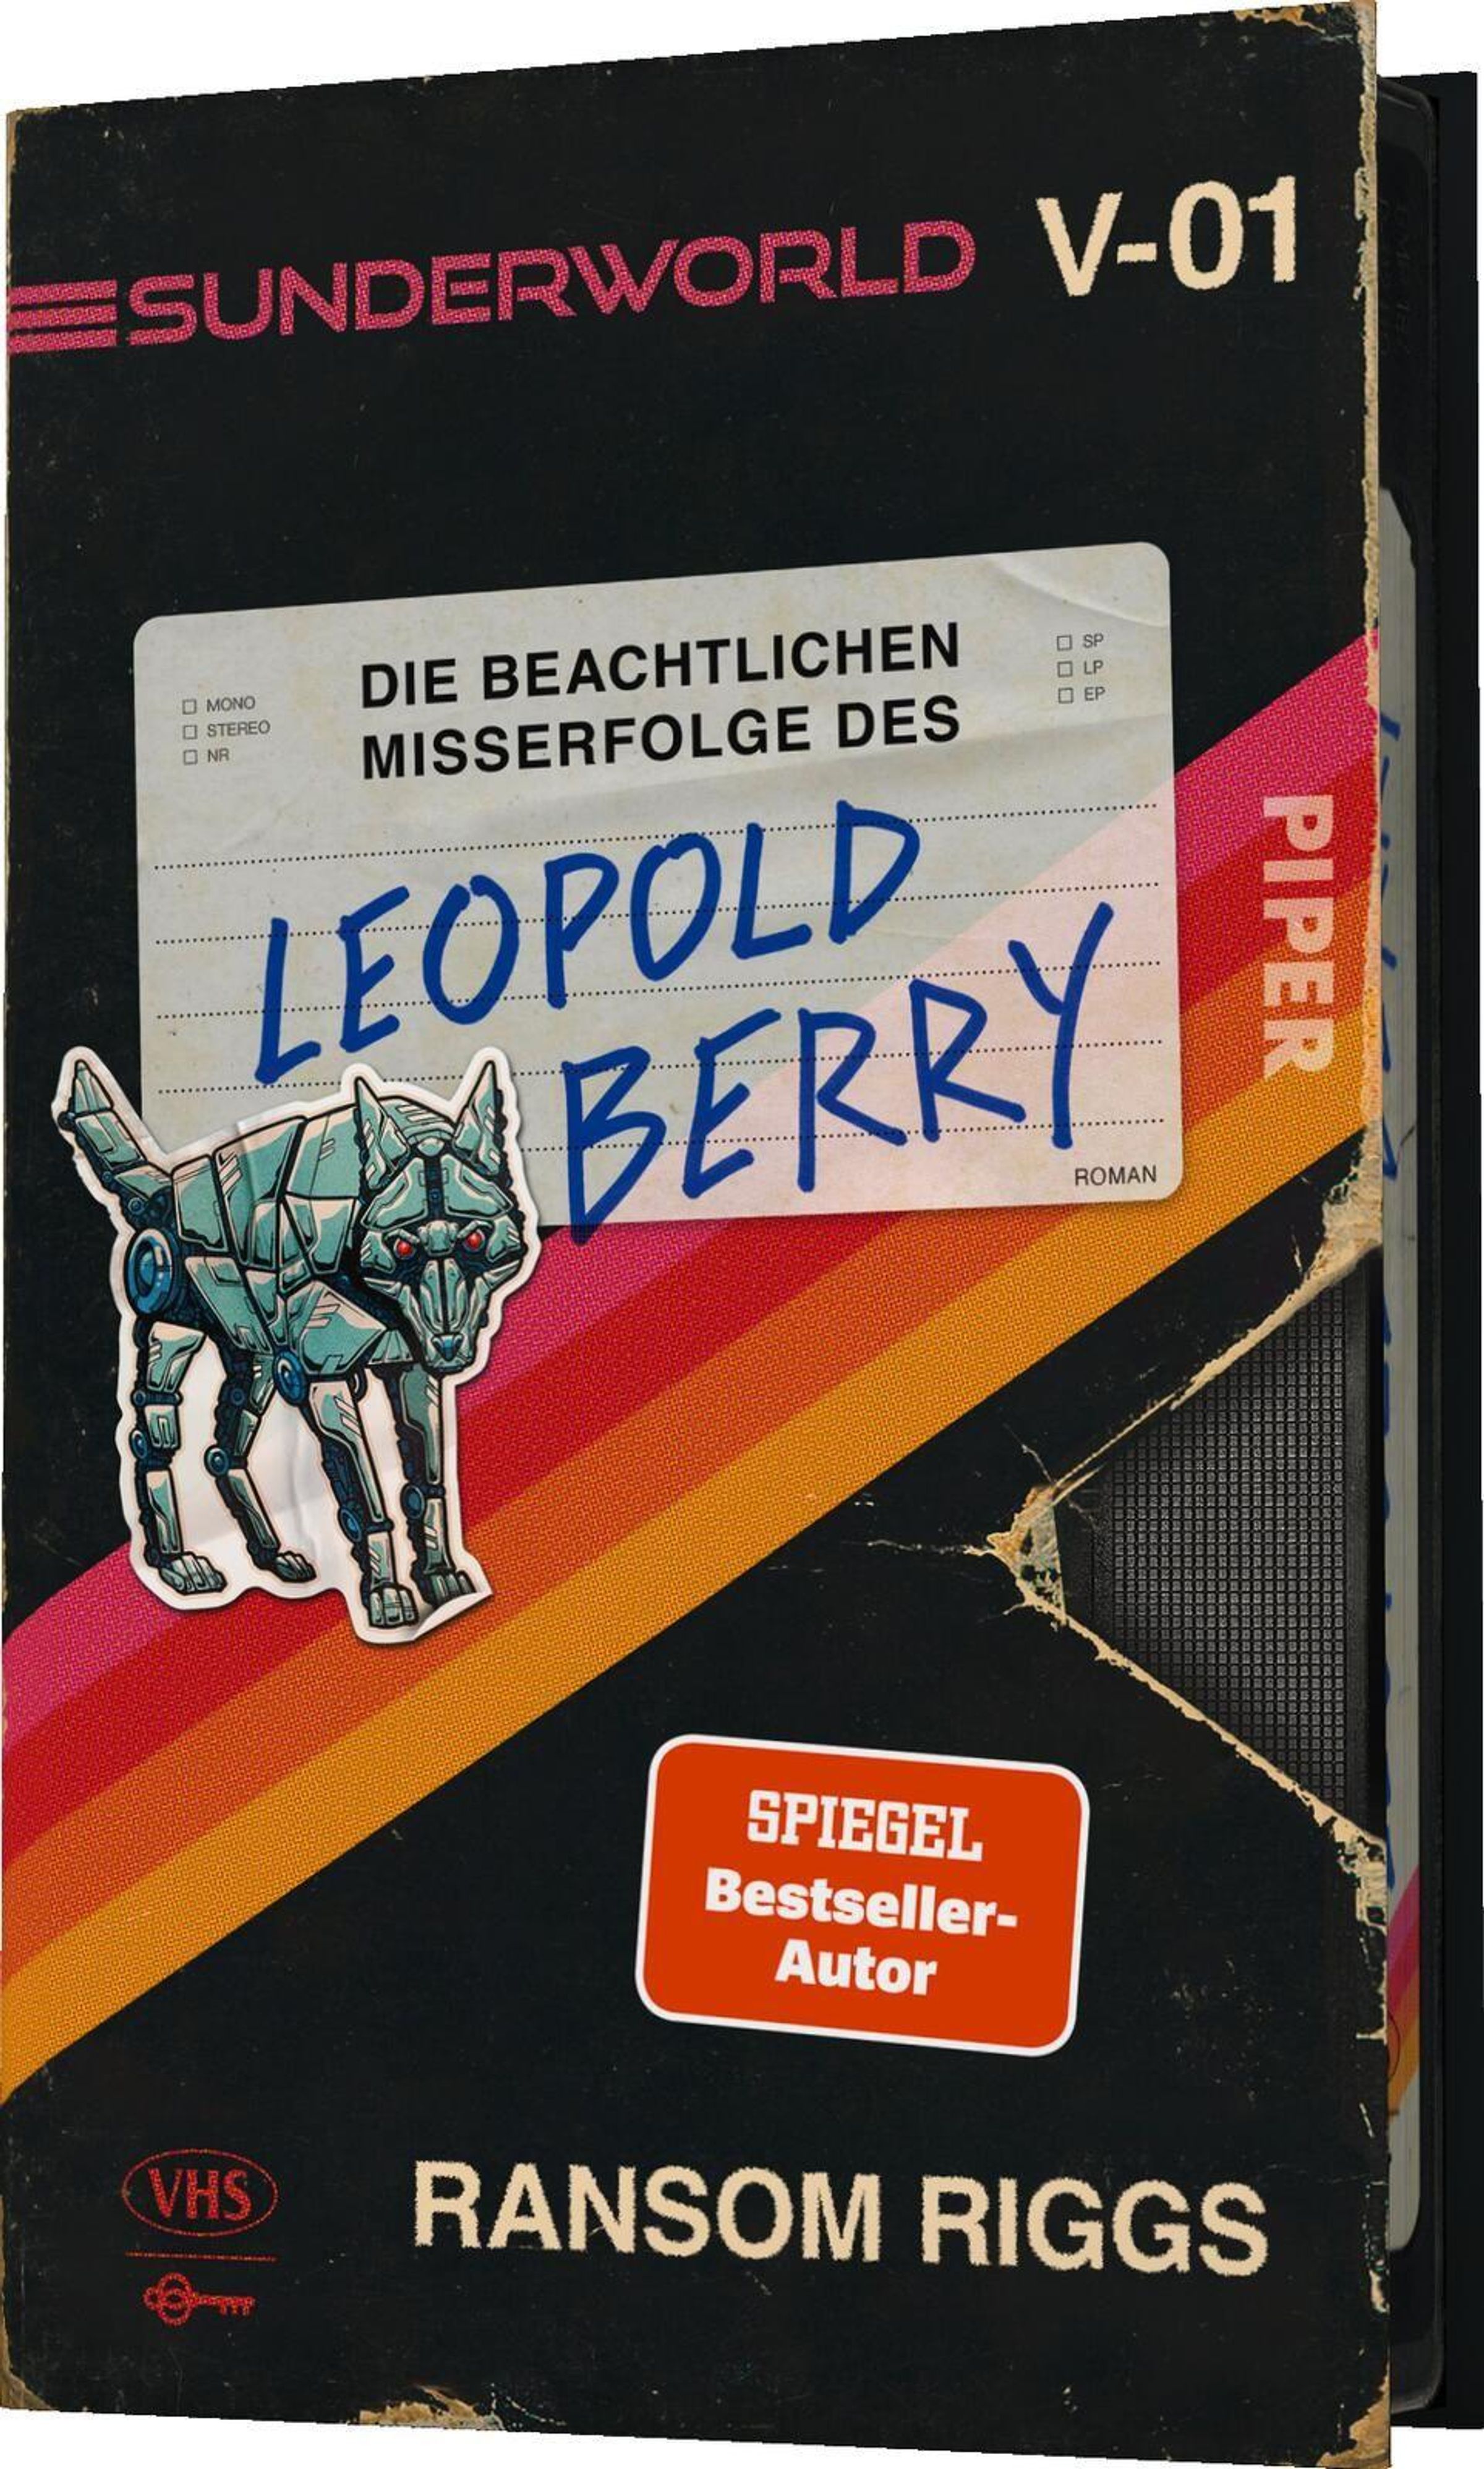 SUNDERWORLD V-01
DIE BEACHTLICHEN
MISSERFOLGE DES
MONO
STEREO
NR
SP
LP
EP
LEOPOLD
BERRY
ROMAN
PIPER
SPIEGEL
Bestseller-
Autor
VHS
RANSOM RIGGS